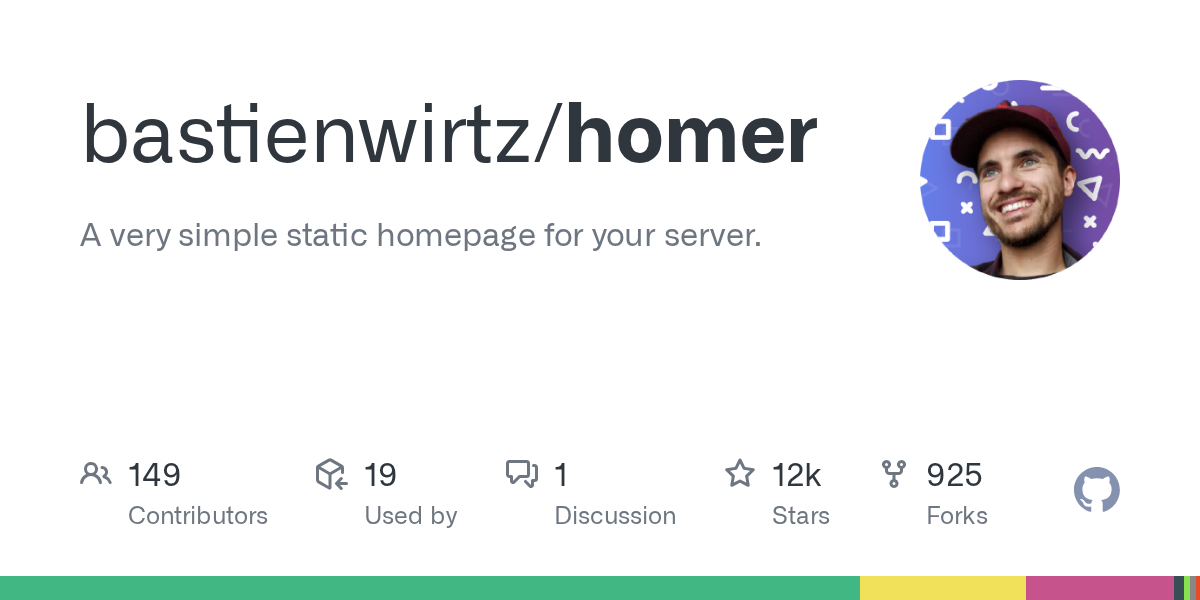 bastienwirtz/homer
A very simple static homepage for your server.
149
Contributors
19
Used by
1
Discussion
12k
Stars
925
Forks